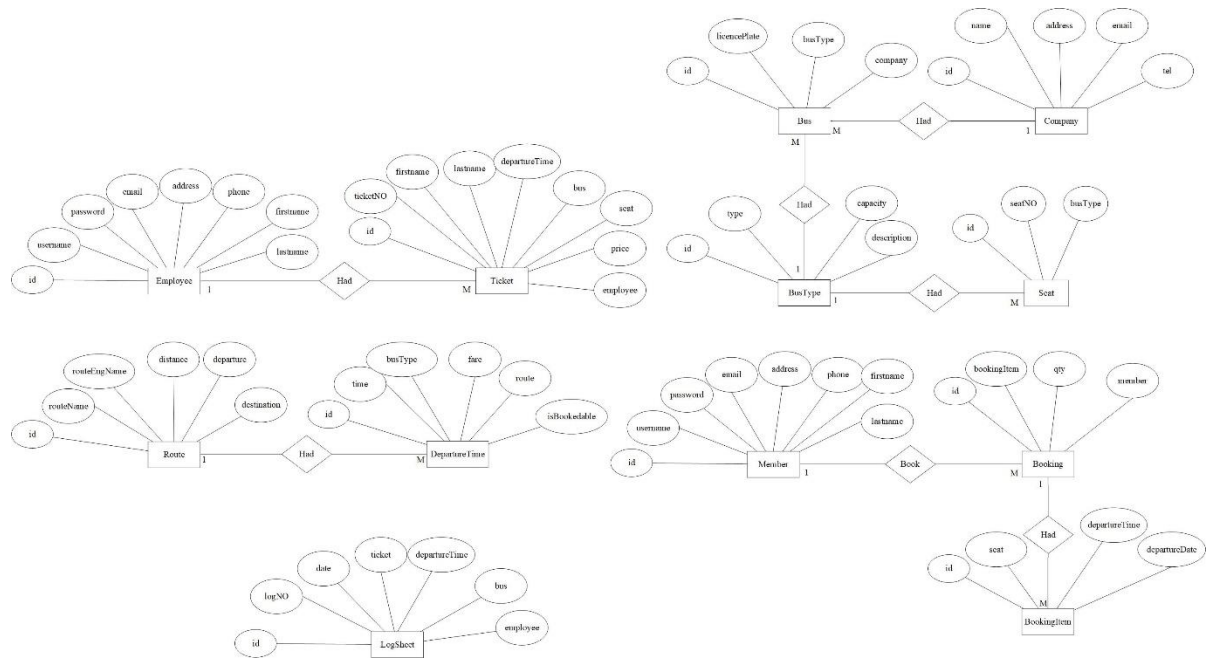 licencePlate
busType
company
id
Bus
M
M
Had
1
name
address
email
id
tel
Company
Had
type
capacity
description
id
1
BusType
1
Had
M
seatNO
busType
id
Seat
username
password
email
address
phone
firstname
lastname
id
Employee
1
Had
M
ticketNO
firstname
lastname
departureTime
bus
seat
price
employee
id
Ticket
routeEngName
distance
departure
routeName
destination
id
Route
1
Had
M
time
busType
fare
route
id
isBookedable
DepartureTime
password
email
address
phone
firstname
username
lastname
id
Member
1
Book
M
bookingItem
qty
member
id
Booking
1
Had
M
seat
departureTime
departureDate
id
BookingItem
logNO
date
ticket
departureTime
bus
employee
id
LogSheet